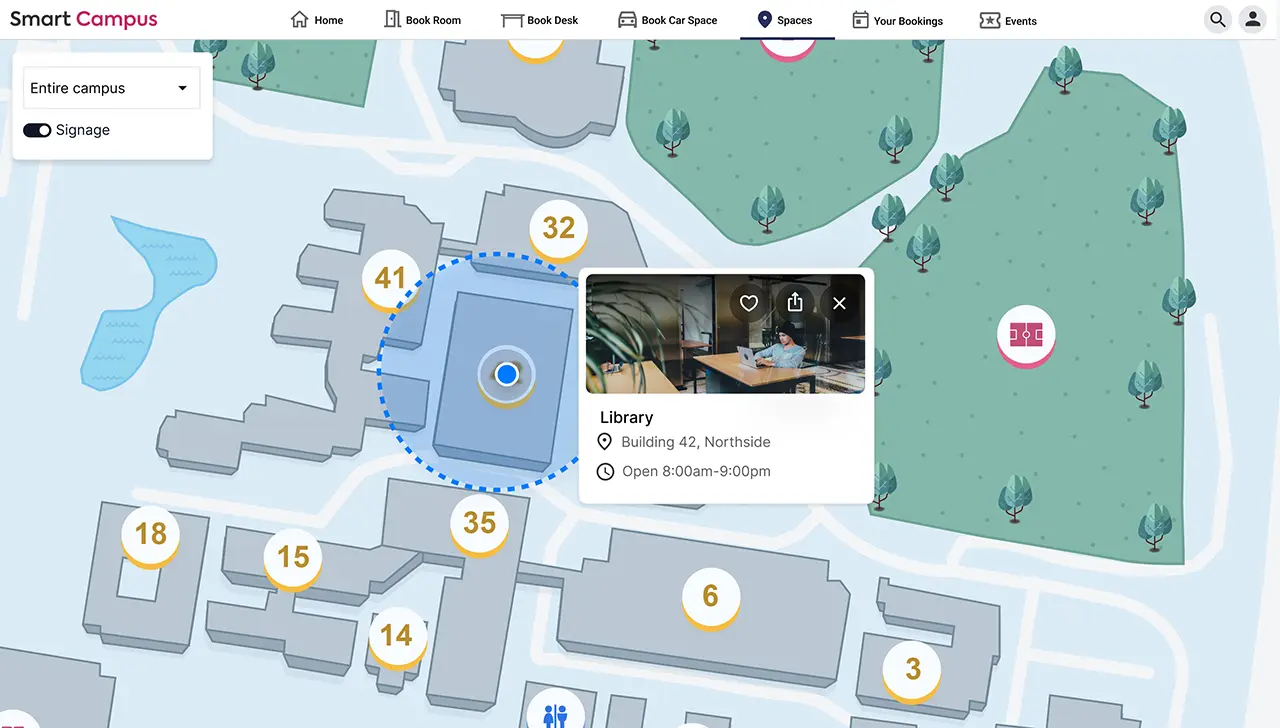 Smart Campus
Home
Book Room
Book Desk
Book Car Space
Spaces
Your Bookings
Events
Entire campus
Signage
32
41
Library
Building 42, Northside
Open 8:00am-9:00pm
18
15
35
14
6
3